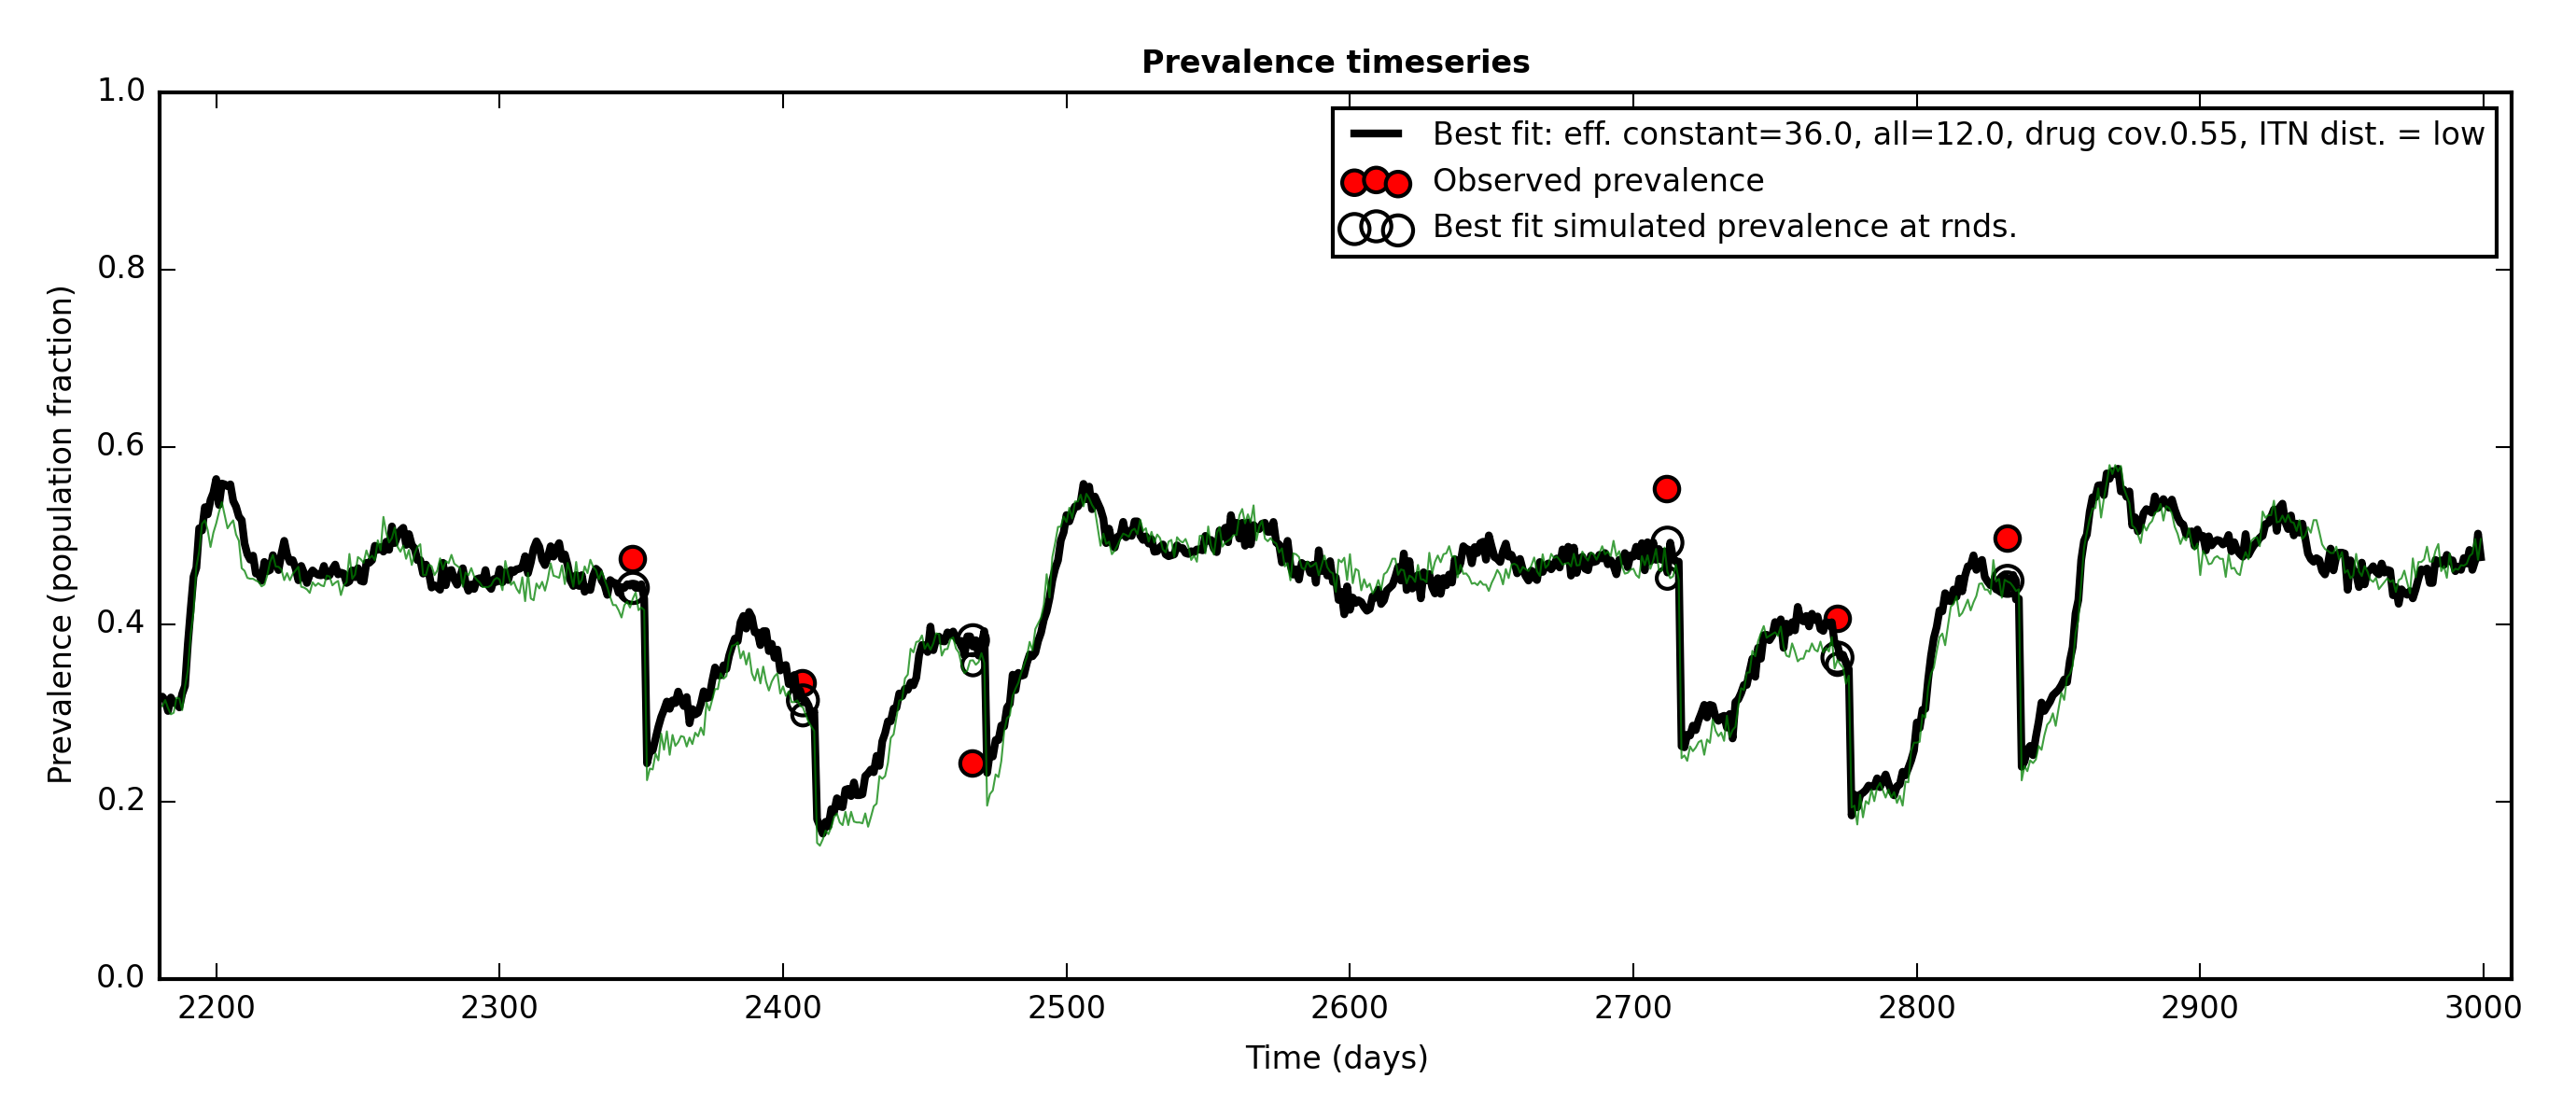 Prevalence timeseries
1.0
0.8
0.6
0.4
0.2
0.0
Prevalence (population fraction)
Best fit: eff. constant=36.0, all=12.0, drug cov.0.55, ITN dist. = low
Observed prevalence
Best fit simulated prevalence at rnds.
2200 2300 2400 2500 2600 2700 2800 2900 3000
Time (days)